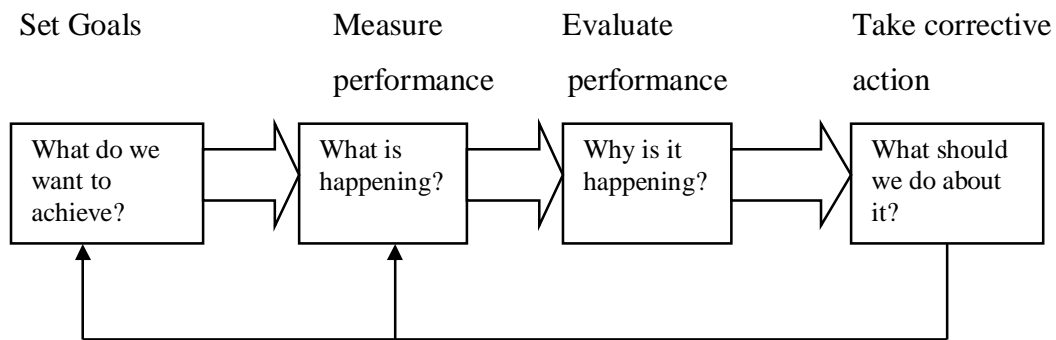 Set Goals
Measure
performance
Evaluate
performance
Take corrective
action
What do we
want to
achieve?
What is
happening?
Why is it
happening?
What should
we do about
it?